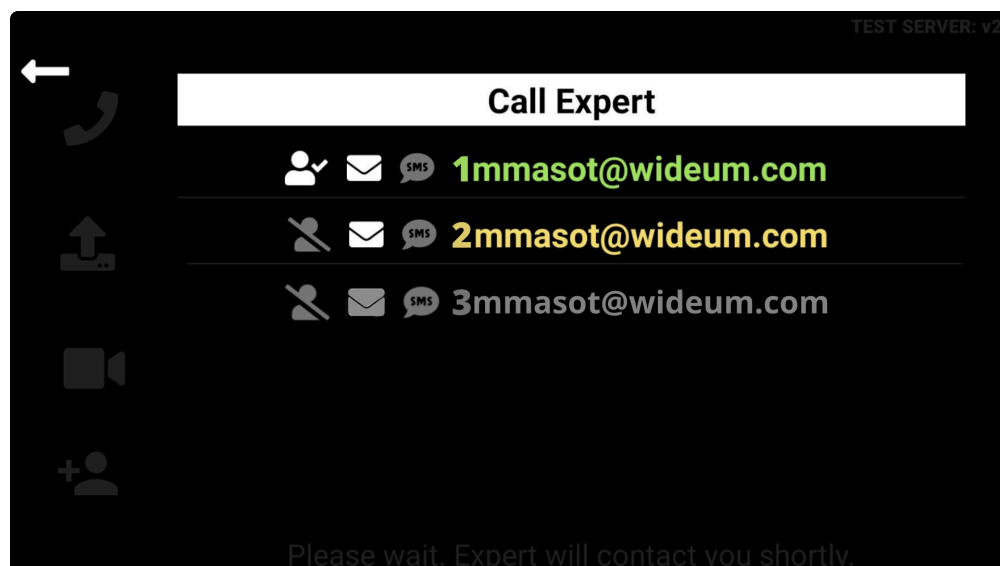 TEST SERVER: v2
Call Expert
SMS 1mmasot@wideum.com
SMS 2mmasot@wideum.com
SMS 3mmasot@wideum.com
Please wait. Expert will contact you shortly.